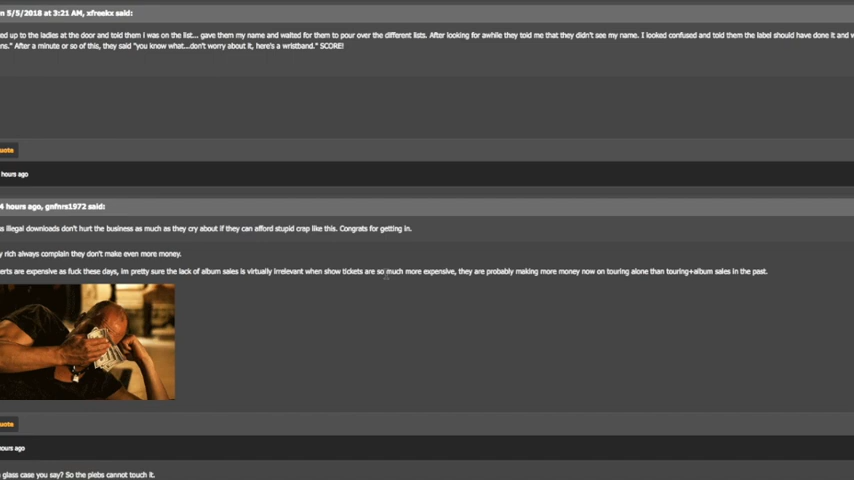 n 5/5/2018 at 3:21 AM, xfreekx said:
ed up to the ladies at the door and told them i was on the list... gave them my name and waited for them to pour over the different lists. After looking for awhile they told me that they didn't see my name. I looked confused and told them the label should have done it and w
ns." After a minute or so of this, they said "you know what...don't worry about it, here's a wristband." SCORE!
uote
hours ago
4 hours ago, gnfnrs1972 said:
s illegal downloads don't hurt the business as much as they cry about if they can afford stupid crap like this. Congrats for getting in.
y rich always complain they don't make even more money.
erts are expensive as fuck these days, im pretty sure the lack of album sales is virtually irrelevant when show tickets are so much more expensive, they are probably making more money now on touring alone than touring+album sales in the past.
uote
ours ago
glass case you say? So the plebs cannot touch it.